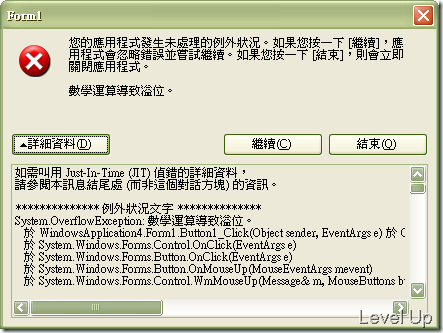 Form1
您的應用程式發生未處理的例外狀況。如果您按一下 [繼續]，應
用程式會忽略錯誤並嘗試繼續。如果您按一下 [結束]，則會立即
關閉應用程式。
數學運算導致溢位。
▲詳細資料(D)
繼續(C)
結束(Q)
如需叫用 Just-In-Time (JIT) 偵錯的詳細資料，
請參閱本訊息結尾處 (而非這個對話方塊) 的資訊。
************** 例外狀況文字 **************
System.OverflowException: 數學運算導致溢位。
於 WindowsApplication4.Form1.Button1_Click(Object sender, EventArgs e) 於 C
於 System.Windows.Forms.Control.OnClick(EventArgs e)
於 System.Windows.Forms.Button.OnClick(EventArgs e)
於 System.Windows.Forms.Button.OnMouseUp(MouseEventArgs mevent)
於 System.Windows.Forms.Control.WmMouseUp(Message& m, MouseButtons b
Level Up